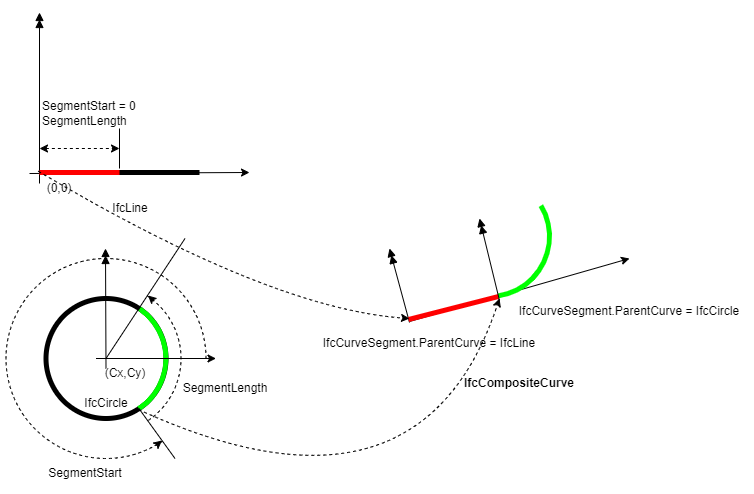 SegmentStart = 0
SegmentLength
(0,0)
IfcLine
IfcCurveSegment.ParentCurve = IfcCircle
IfcCurveSegment.ParentCurve = IfcLine
(Cx,Cy)
IfcCompositeCurve
SegmentLength
IfcCircle
SegmentStart